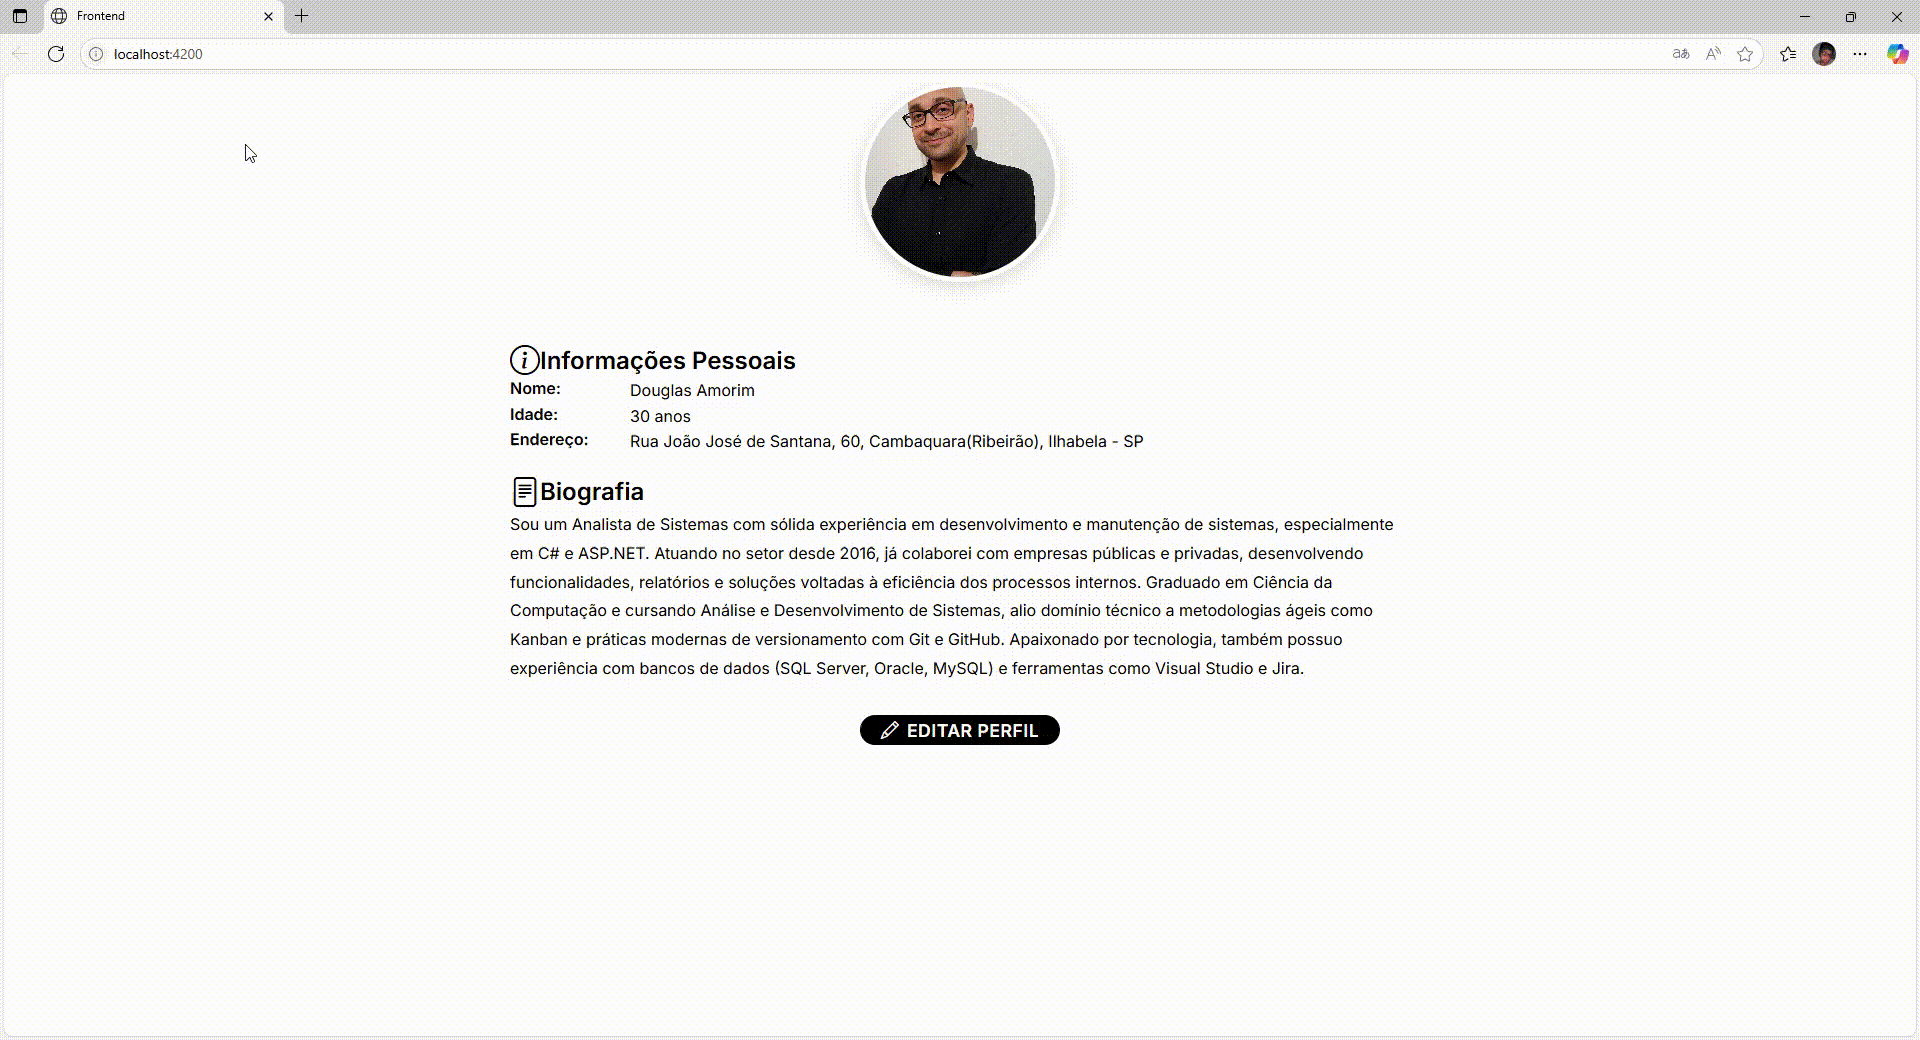 Frontend
localhost:4200
Informações Pessoais
Nome: Douglas Amorim
Idade: 30 anos
Endereço: Rua João José de Santana, 60, Cambaquara(Ribeirão), Ilhabela - SP
Biografia
Sou um Analista de Sistemas com sólida experiência em desenvolvimento e manutenção de sistemas, especialmente
em C# e ASP.NET. Atuando no setor desde 2016, já colaborei com empresas públicas e privadas, desenvolvendo
funcionalidades, relatórios e soluções voltadas à eficiência dos processos internos. Graduado em Ciência da
Computação e cursando Análise e Desenvolvimento de Sistemas, alio domínio técnico a metodologias ágeis como
Kanban e práticas modernas de versionamento com Git e GitHub. Apaixonado por tecnologia, também possuo
experiência com bancos de dados (SQL Server, Oracle, MySQL) e ferramentas como Visual Studio e Jira.
EDITAR PERFIL